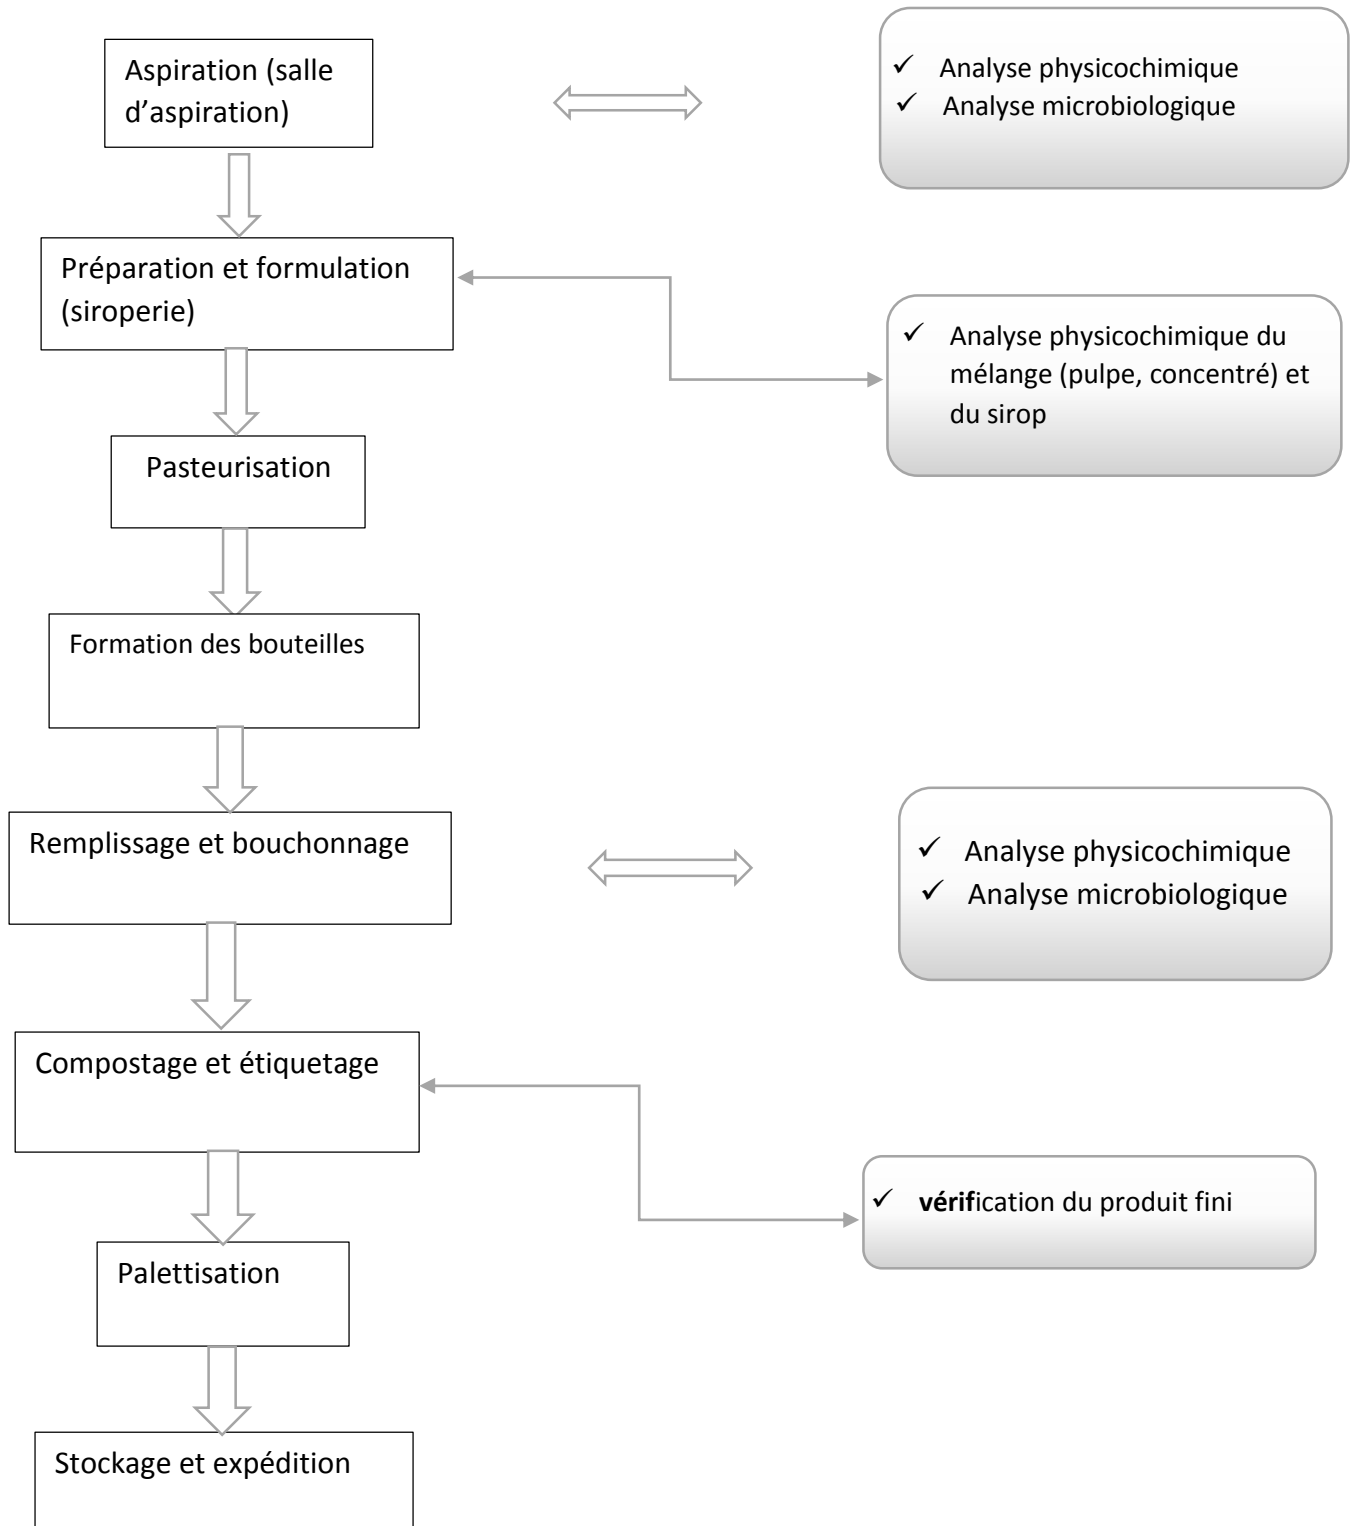 Aspiration (salle
d’aspiration)
✓ Analyse physicochimique
✓ Analyse microbiologique
Préparation et formulation
(siroperie)
✓ Analyse physicochimique du
mélange (pulpe, concentré) et
du sirop
Pasteurisation
Formation des bouteilles
Remplissage et bouchonnage
✓ Analyse physicochimique
✓ Analyse microbiologique
Compostage et étiquetage
✓ vérification du produit fini
Palettisation
Stockage et expédition